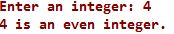 Enter an integer: 4
4 is an even integer.